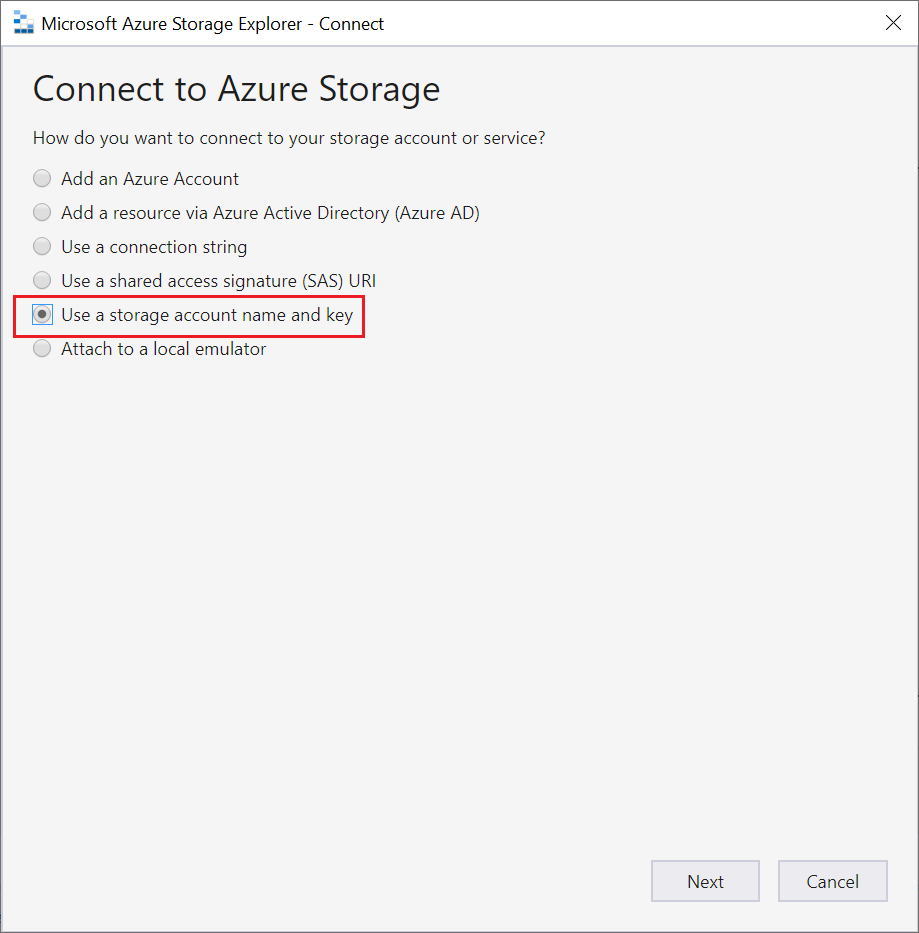 Microsoft Azure Storage Explorer - Connect
Connect to Azure Storage
How do you want to connect to your storage account or service?
Add an Azure Account
Add a resource via Azure Active Directory (Azure AD)
Use a connection string
Use a shared access signature (SAS) URI
Use a storage account name and key
Attach to a local emulator
Next
Cancel